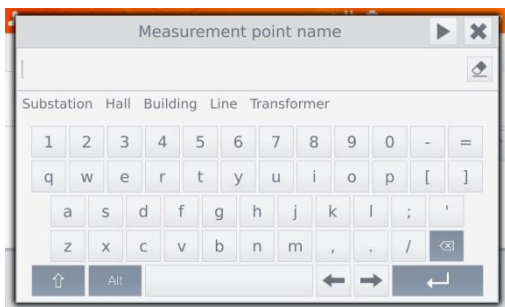 Measurement point name
Substation Hall Building Line Transformer
1 2 3 4 5 6 7 8 9 0 - =
q w e r t y u i o p [ ]
a s d f g h j k l ; '
z x c v b n m , . /
Alt